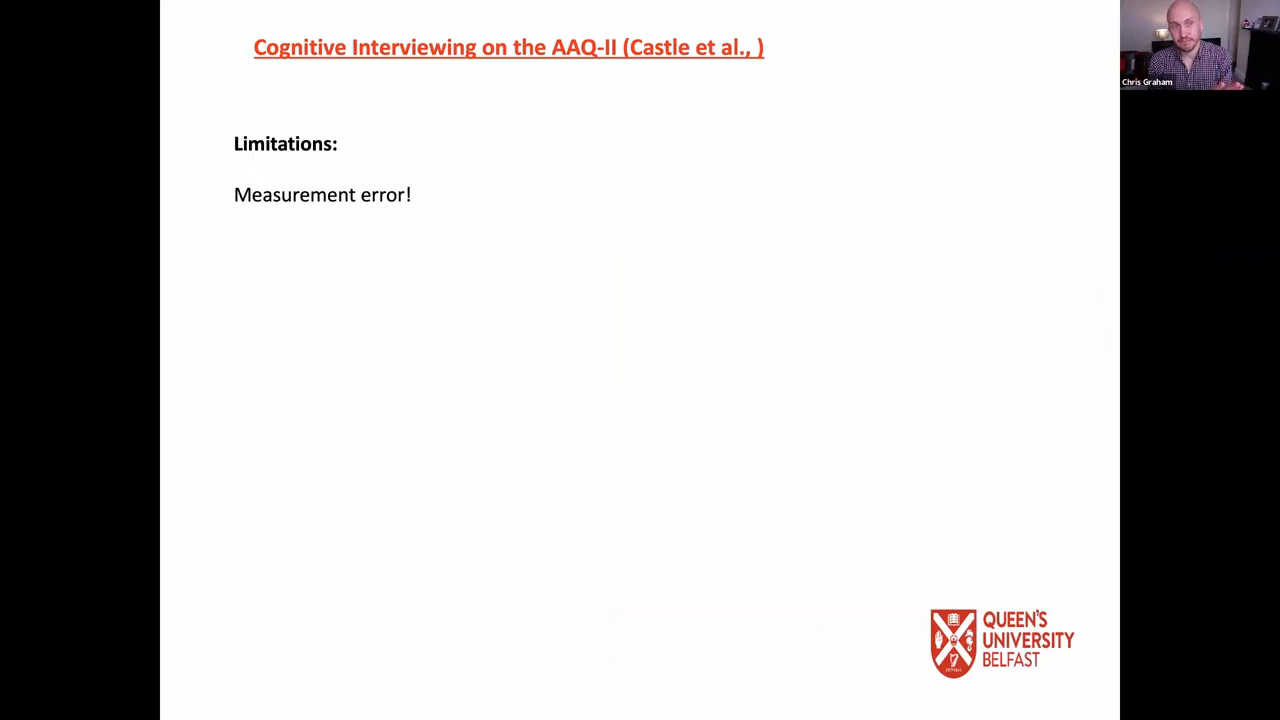 Cognitive Interviewing on the AAQ-II (Castle et al., )
Chris Graham
Limitations:
Measurement error!
QUEEN'S
UNIVERSITY
BELFAST